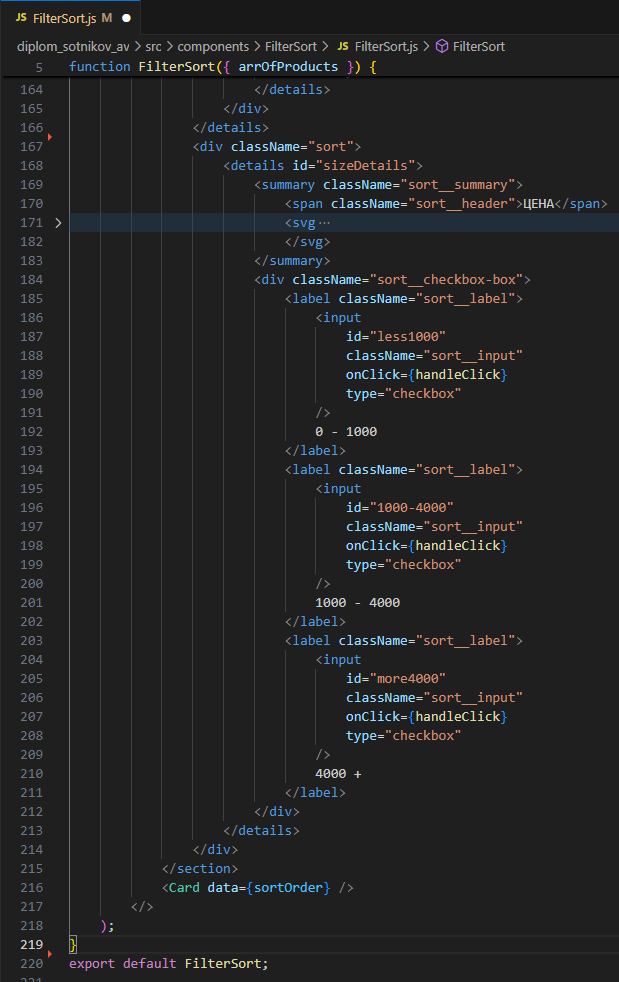 JS FilterSort.js M
diplom_sotnikov_av > src > components > FilterSort > JS FilterSort.js > FilterSort
5 function FilterSort({ arrOfProducts }) {
164 </details>
165 </div>
166 </details>
167 <div className="sort">
168 <details id="sizeDetails">
169 <summary className="sort__summary">
170 <span className="sort__header">ЦЕНА</span>
171 <svg ···
182 </svg>
183 </summary>
184 <div className="sort__checkbox-box">
185 <label className="sort__label">
186 <input
187 id="less1000"
188 className="sort__input"
189 onClick={handleClick}
190 type="checkbox"
191 />
192 0 - 1000
193 </label>
194 <label className="sort__label">
195 <input
196 id="1000-4000"
197 className="sort__input"
198 onClick={handleClick}
199 type="checkbox"
200 />
201 1000 - 4000
202 </label>
203 <label className="sort__label">
204 <input
205 id="more4000"
206 className="sort__input"
207 onClick={handleClick}
208 type="checkbox"
209 />
210 4000 +
211 </label>
212 </div>
213 </details>
214 </div>
215 </section>
216 <Card data={sortOrder} />
217 </>
218 );
219 }
220 export default FilterSort;
221